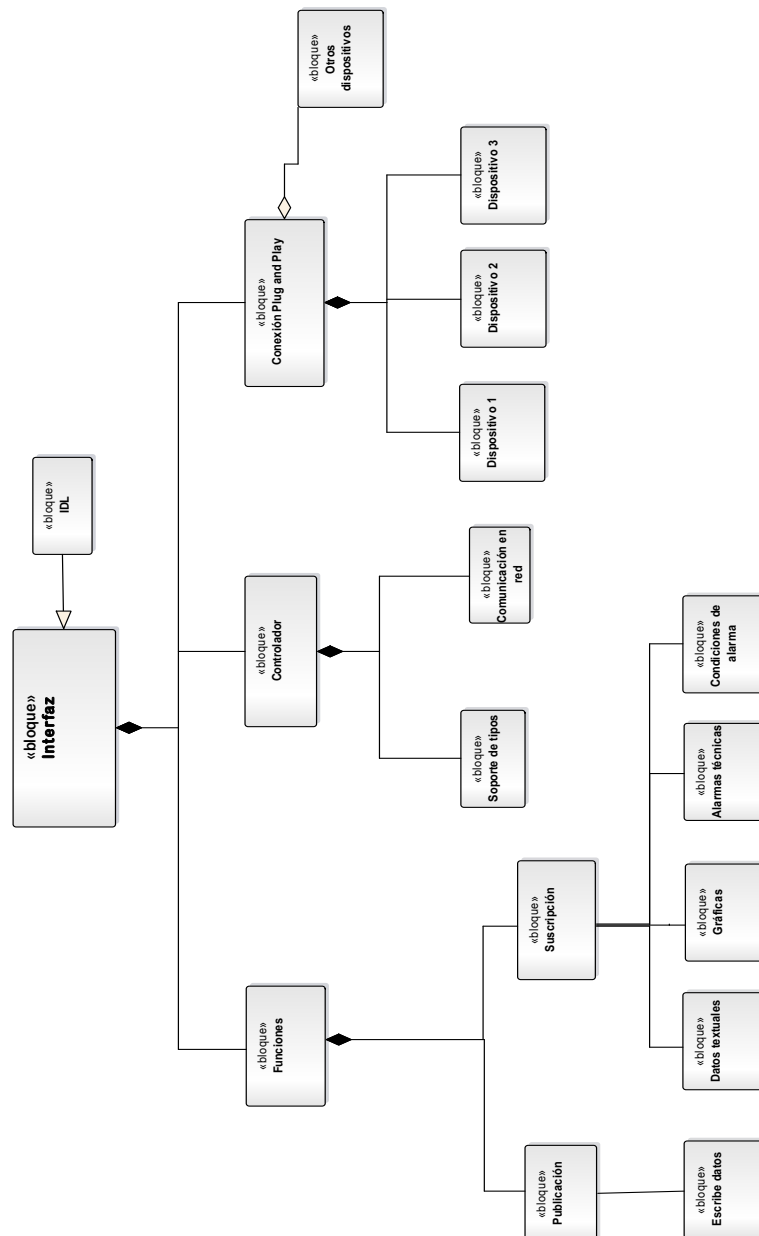 «bloque»
Interfaz
«bloque»
IDL
«bloque»
Funciones
«bloque»
Controlador
«bloque»
Conexión Plug and Play
«bloque»
Otros
dispositivos
«bloque»
Publicación
«bloque»
Suscripción
«bloque»
Soporte de tipos
«bloque»
Comunicación en
red
«bloque»
Dispositivo 1
«bloque»
Dispositivo 2
«bloque»
Dispositivo 3
«bloque»
Escribe datos
«bloque»
Datos textuales
«bloque»
Gráficas
«bloque»
Alarmas técnicas
«bloque»
Condiciones de
alarma